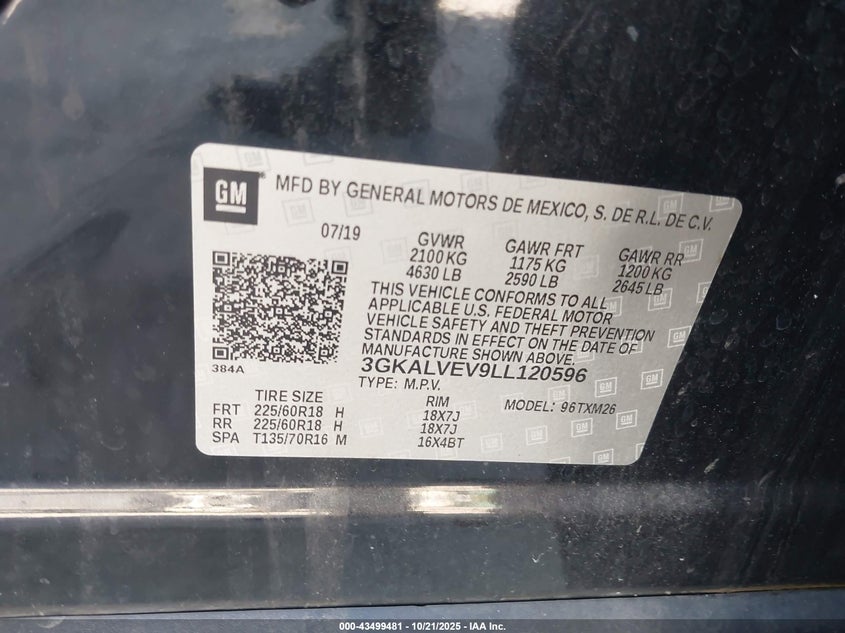 GM
MFD BY GENERAL MOTORS DE MEXICO, S. DE R.L. DE C.V.
07/19
GVWR GAWR FRT GAWR RR
2100 KG 1175 KG 1200 KG
4630 LB 2590 LB 2645 LB
THIS VEHICLE CONFORMS TO ALL
APPLICABLE U.S. FEDERAL MOTOR
VEHICLE SAFETY AND THEFT PREVENTION
STANDARDS IN EFFECT ON THE DATE OF
MANUFACTURE SHOWN ABOVE.
384A
3GKALVEV9LL120596
TYPE: M.P.V.
MODEL: 96TXM26
TIRE SIZE RIM
FRT 225/60R18 H 18X7J
RR 225/60R18 H 18X7J
SPA T135/70R16 M 16X4BT
000-43499481 - 10/21/2025 - IAA Inc.